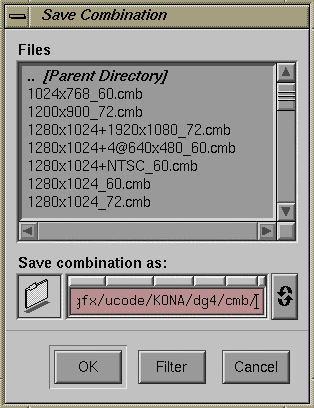 Save Combination
Files
.. [Parent Directory]
1024x768_60.cmb
1200x900_72.cmb
1280x1024+1920x1080_72.cmb
1280x1024+4@640x480_60.cmb
1280x1024+NTSC_60.cmb
1280x1024_60.cmb
1280x1024_72.cmb
Save combination as:
gfx/ucode/KONA/dg4/cmb/
OK
Filter
Cancel